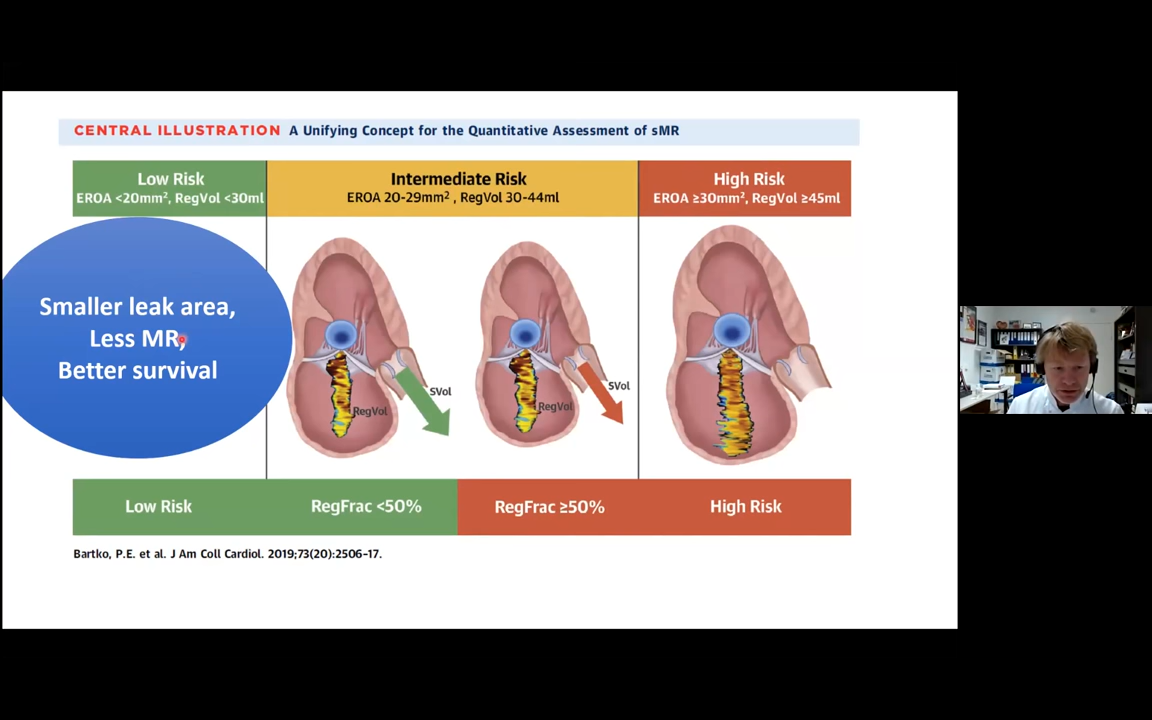 CENTRAL ILLUSTRATION A Unifying Concept for the Quantitative Assessment of sMR
Low Risk
EROA <20mm², RegVol <30ml
Intermediate Risk
EROA 20-29mm² , RegVol 30-44ml
High Risk
EROA ≥30mm², RegVol ≥45ml
Smaller leak area,
Less MR,
Better survival
SVol
RegVol
SVol
RegVol
Low Risk
RegFrac <50%
RegFrac ≥50%
High Risk
Bartko, P.E. et al. J Am Coll Cardiol. 2019;73(20):2506-17.